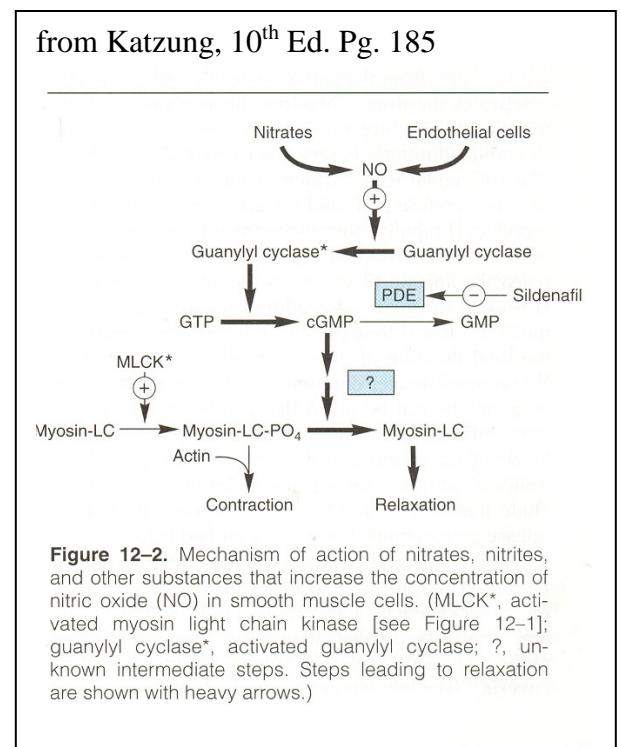 from Katzung, 10th Ed. Pg. 185
Nitrates Endothelial cells
NO
+
Guanylyl cyclase* Guanylyl cyclase
PDE − Sildenafil
GTP cGMP GMP
MLCK*
+
?
Myosin-LC Myosin-LC-PO4 Myosin-LC
Actin
Contraction Relaxation
Figure 12–2. Mechanism of action of nitrates, nitrites,
and other substances that increase the concentration of
nitric oxide (NO) in smooth muscle cells. (MLCK*, acti-
vated myosin light chain kinase [see Figure 12–1];
guanylyl cyclase*, activated guanylyl cyclase; ?, un-
known intermediate steps. Steps leading to relaxation
are shown with heavy arrows.)